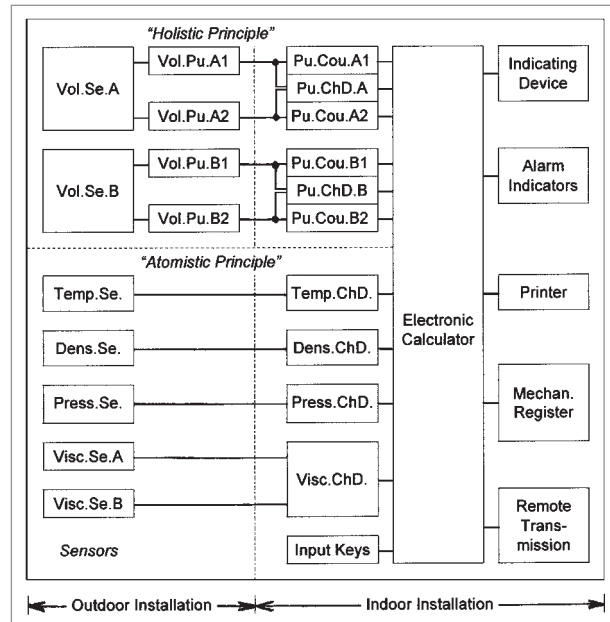 “Holistic Principle”
Vol.Se.A
Vol.Pu.A1
Vol.Pu.A2
Pu.Cou.A1
Pu.ChD.A
Pu.Cou.A2
Vol.Se.B
Vol.Pu.B1
Vol.Pu.B2
Pu.Cou.B1
Pu.ChD.B
Pu.Cou.B2
“Atomistic Principle”
Temp.Se.
Temp.ChD.
Dens.Se.
Dens.ChD.
Press.Se.
Press.ChD.
Visc.Se.A
Visc.Se.B
Visc.ChD.
Sensors
Input Keys
Electronic
Calculator
Indicating
Device
Alarm
Indicators
Printer
Mechan.
Register
Remote
Trans-
mission
Outdoor Installation
Indoor Installation